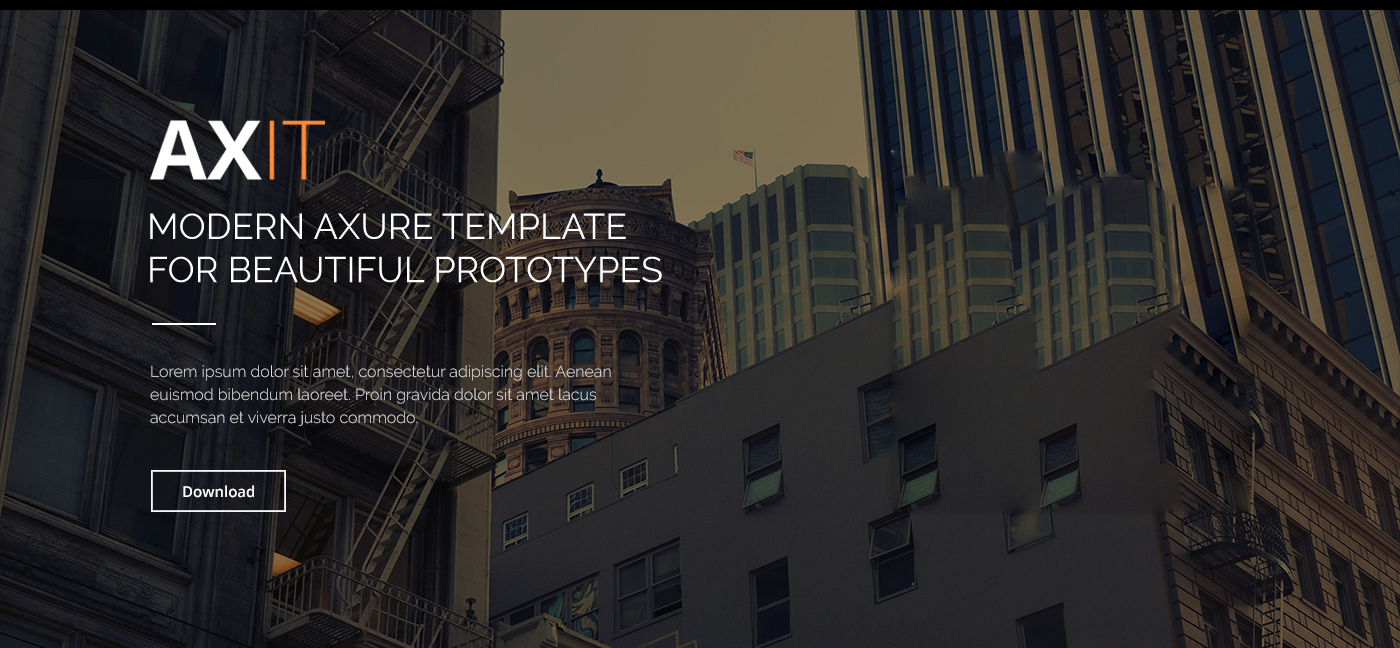 AXIT
MODERN AXURE TEMPLATE
FOR BEAUTIFUL PROTOTYPES
Lorem ipsum dolor sit amet, consectetur adipiscing elit. Aenean
euismod bibendum laoreet. Proin gravida dolor sit amet lacus
accumsan et viverra justo commodo.
Download